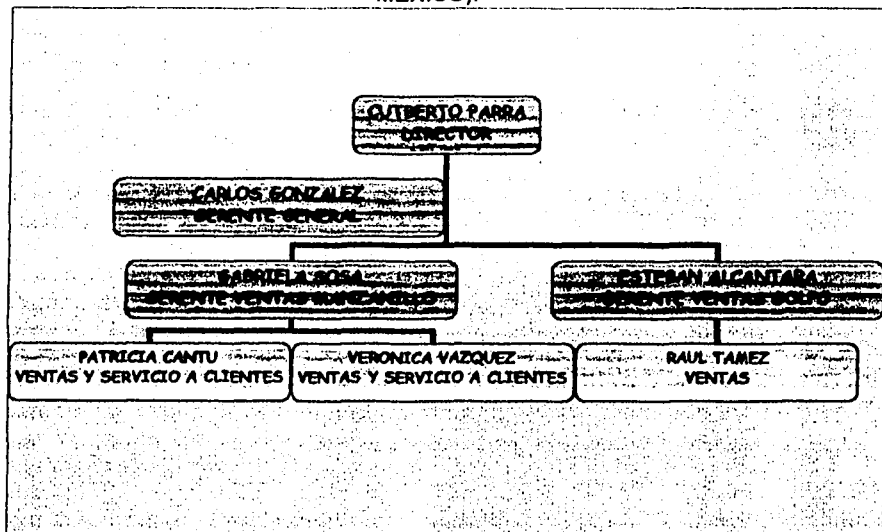 CUTBERTO PARRA
DIRECTOR
CARLOS GONZALEZ
GERENTE GENERAL
GABRIELA SOSA
GERENTE VENTAS MANZANILLO
ESTEBAN ALCANTARA
GERENTE VENTAS GOLFO
PATRICIA CANTU
VENTAS Y SERVICIO A CLIENTES
VERONICA VAZQUEZ
VENTAS Y SERVICIO A CLIENTES
RAUL TAMEZ
VENTAS